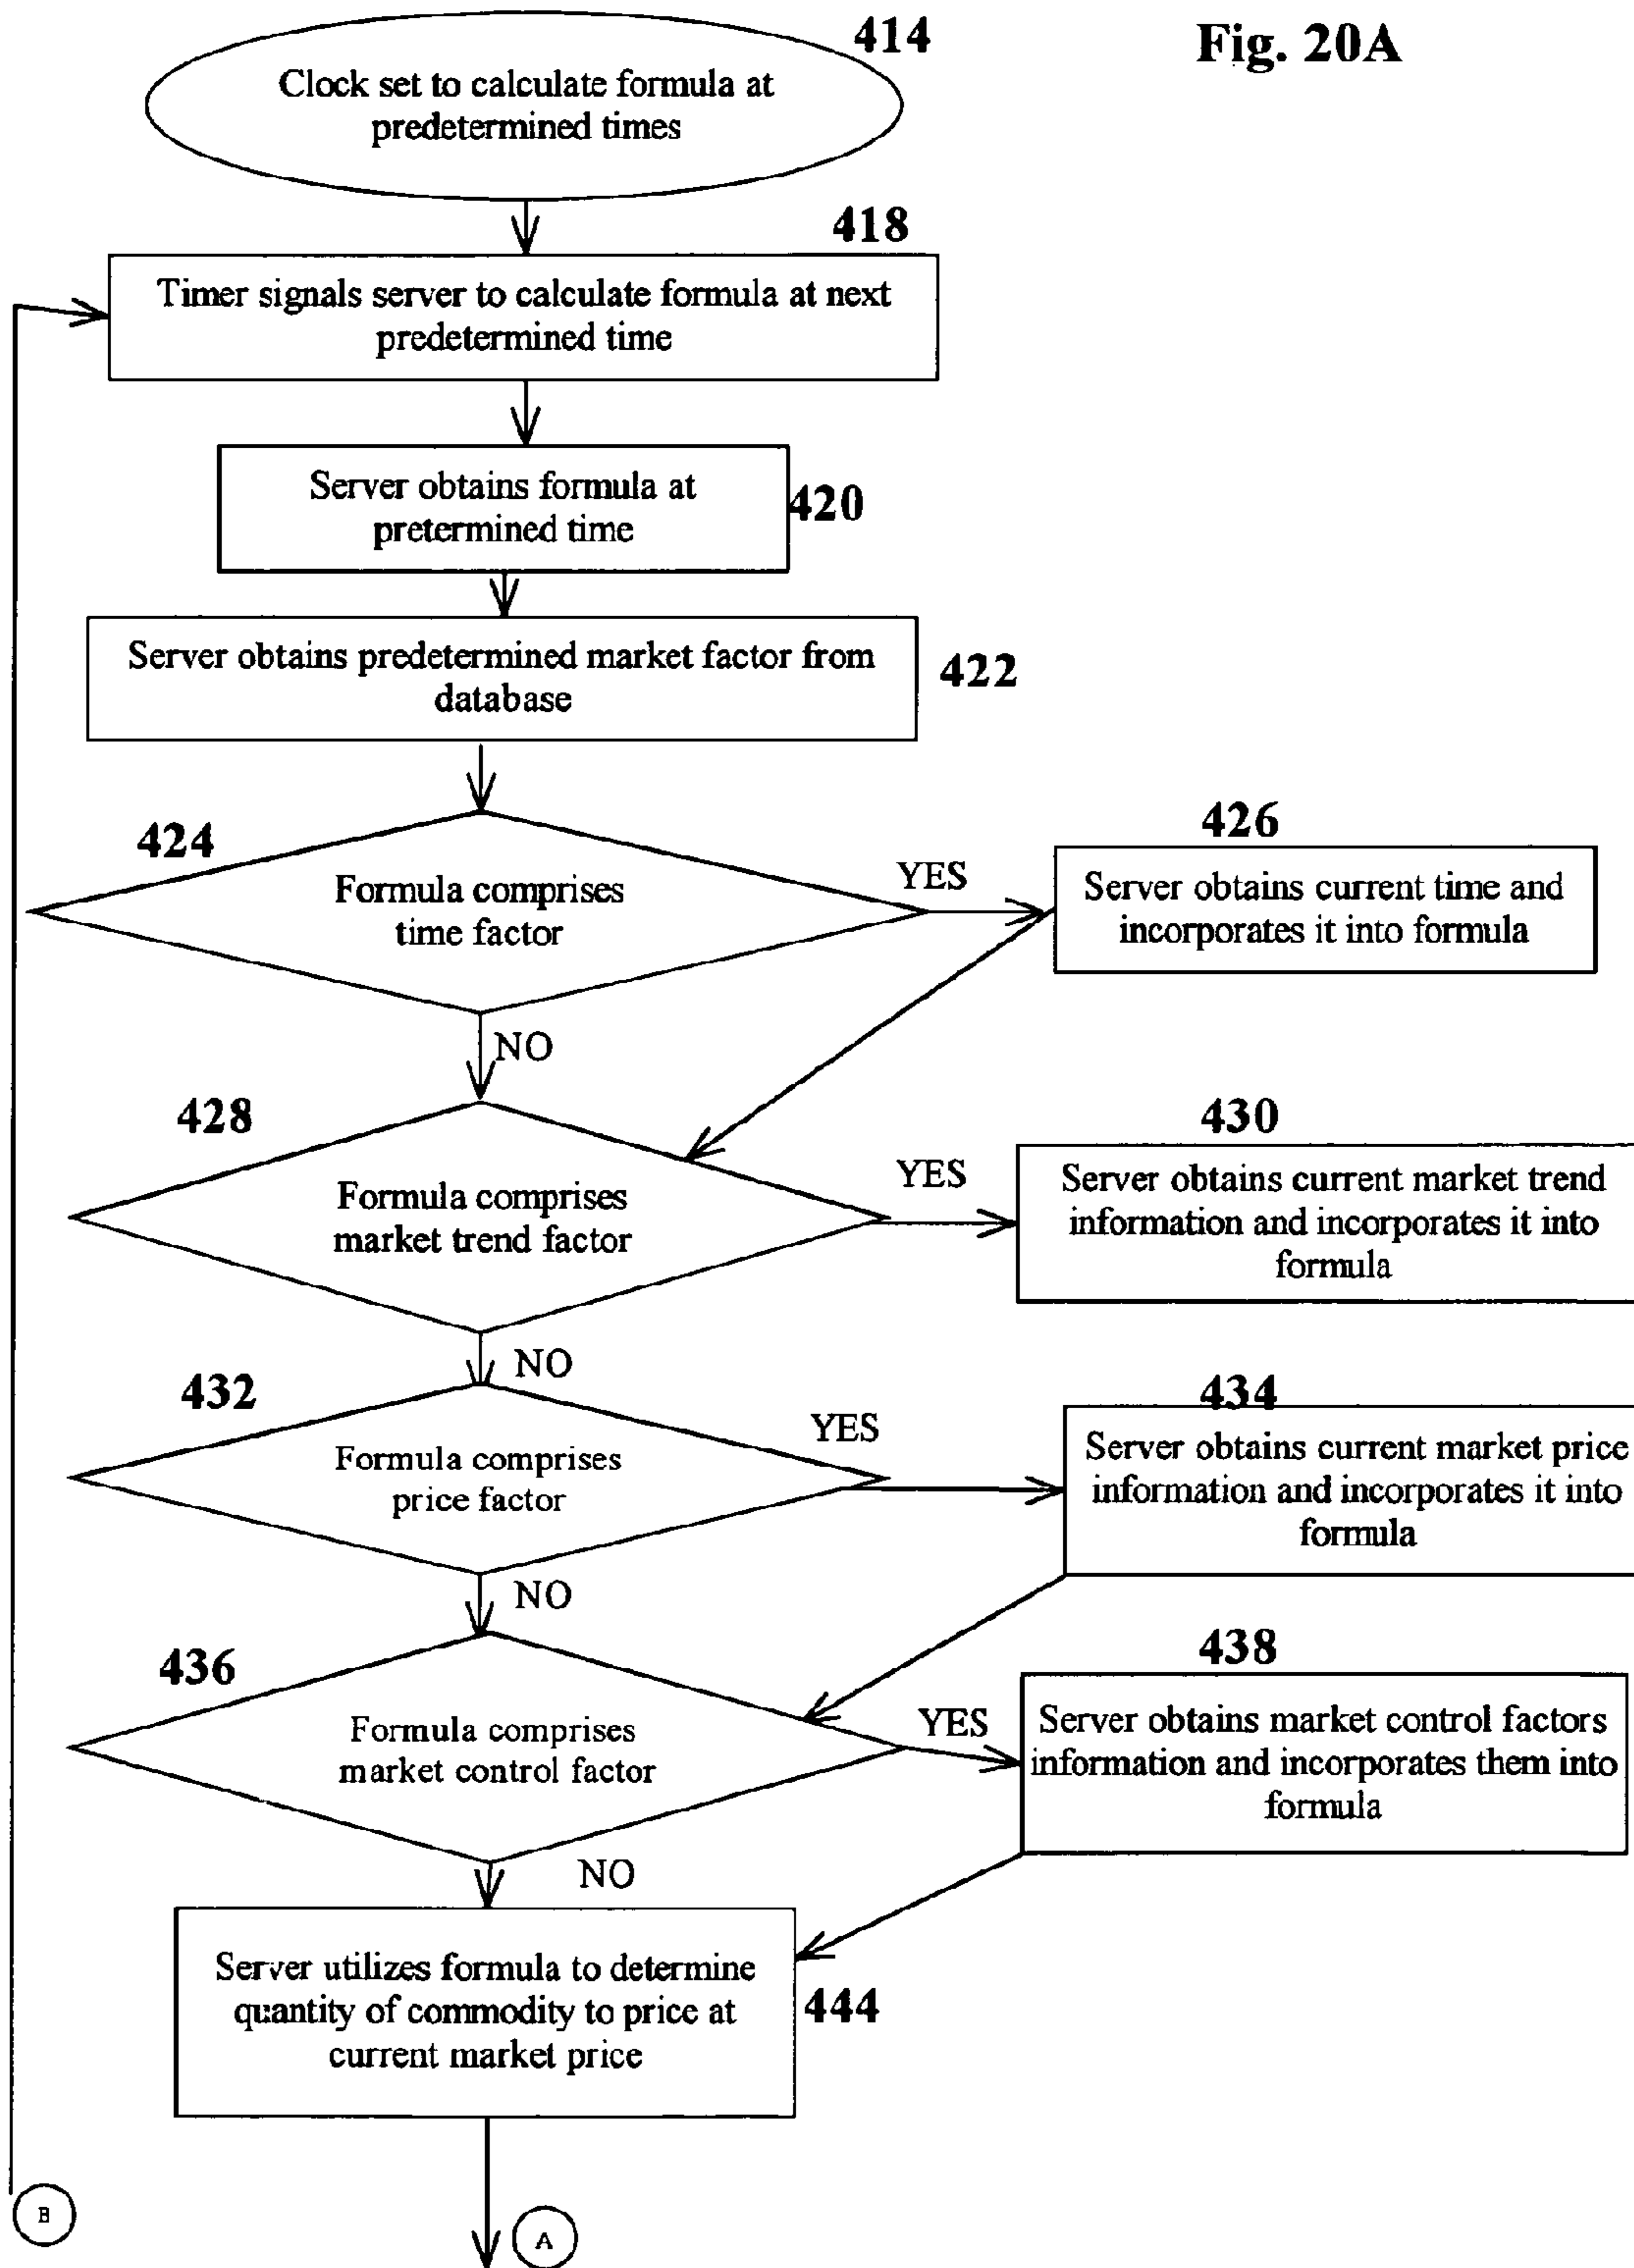 Fig. 20A
414
Clock set to calculate formula at
predetermined times
418
Timer signals server to calculate formula at next
predetermined time
Server obtains formula at
pretermined time
420
Server obtains predetermined market factor from
database
422
424
Formula comprises
time factor
YES
426
Server obtains current time and
incorporates it into formula
NO
428
Formula comprises
market trend factor
YES
430
Server obtains current market trend
information and incorporates it into
formula
NO
432
Formula comprises
price factor
YES
434
Server obtains current market price
information and incorporates it into
formula
NO
436
Formula comprises
market control factor
YES
438
Server obtains market control factors
information and incorporates them into
formula
NO
Server utilizes formula to determine
quantity of commodity to price at
current market price
444
B
A